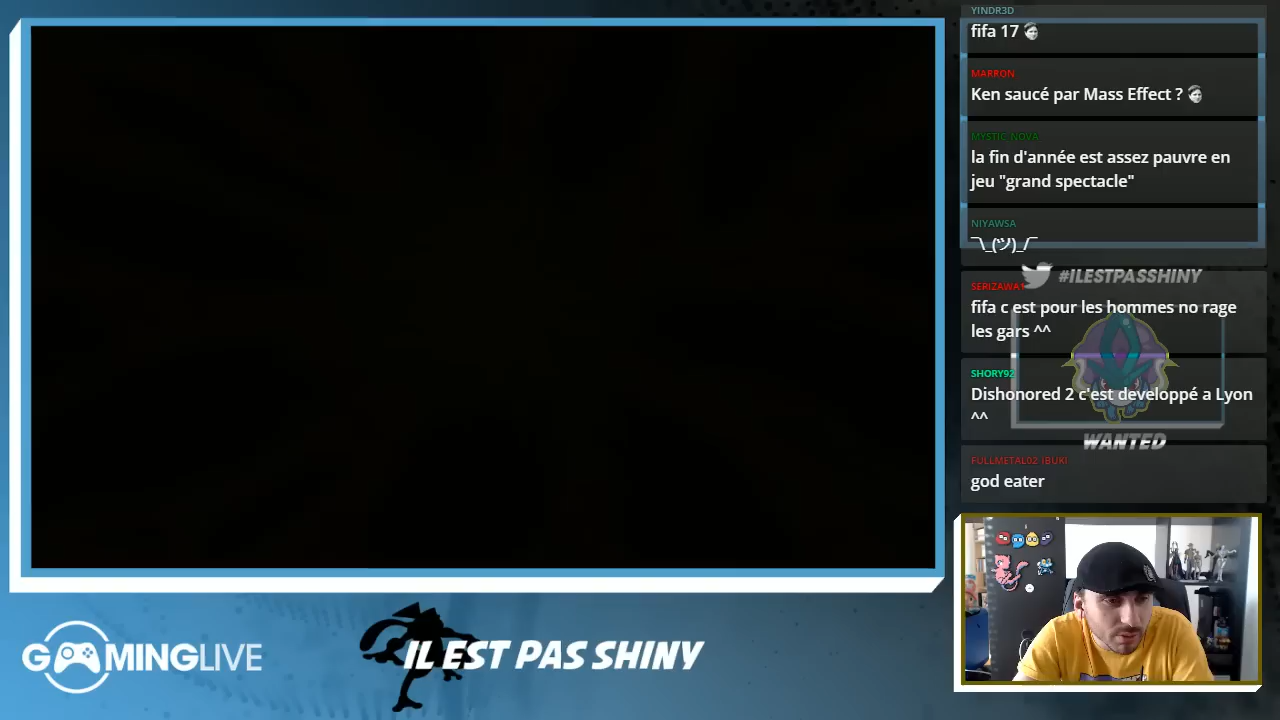 YINDR3D
fifa 17
MARRON
Ken saucé par Mass Effect ?
MYSTIC NOVA
la fin d'année est assez pauvre en
jeu "grand spectacle"
NIYAWSA
¯\_(ツ)_/¯
#ILESTPASSHINY
SERIZAWA1
fifa c est pour les hommes no rage
les gars ^^
SHORY92
Dishonored 2 c'est developpé a Lyon
^^
WANTED
FULLMETAL02 IBUKI
god eater
GAMINGLIVE
IL EST PAS SHINY